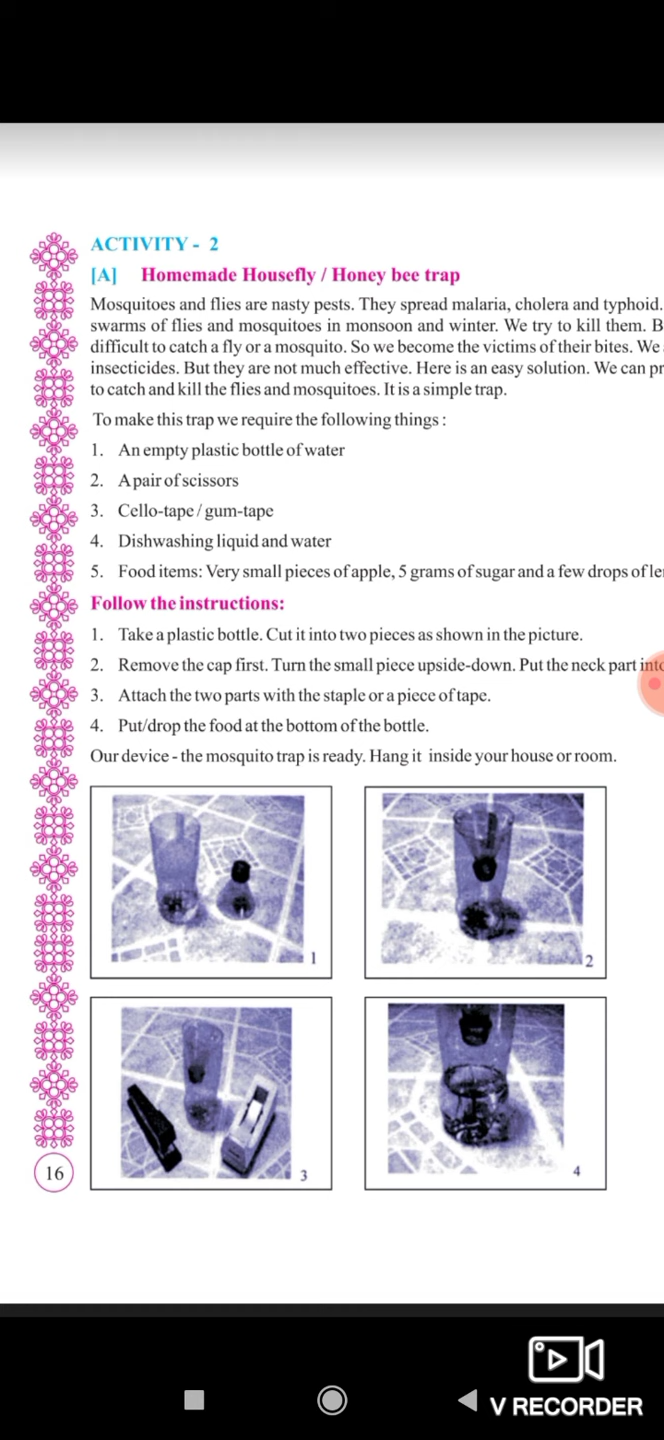 ACTIVITY - 2
[A] Homemade Housefly / Honey bee trap
Mosquitoes and flies are nasty pests. They spread malaria, cholera and typhoid.
swarms of flies and mosquitoes in monsoon and winter. We try to kill them. B
difficult to catch a fly or a mosquito. So we become the victims of their bites. We
insecticides. But they are not much effective. Here is an easy solution. We can pr
to catch and kill the flies and mosquitoes. It is a simple trap.
To make this trap we require the following things :
1. An empty plastic bottle of water
2. A pair of scissors
3. Cello-tape / gum-tape
4. Dishwashing liquid and water
5. Food items: Very small pieces of apple, 5 grams of sugar and a few drops of le
Follow the instructions:
1. Take a plastic bottle. Cut it into two pieces as shown in the picture.
2. Remove the cap first. Turn the small piece upside-down. Put the neck part into
3. Attach the two parts with the staple or a piece of tape.
4. Put/drop the food at the bottom of the bottle.
Our device - the mosquito trap is ready. Hang it inside your house or room.
1
2
3
4
16
V RECORDER